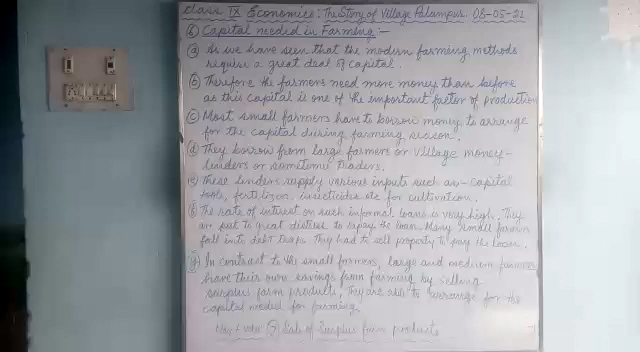 Class IX Economics: The Story of Village Palampur 08-05-21
(6) Capital needed in Farming :-
(a) As we have seen that the modern farming methods
require a great deal of capital.
(b) Therefore the farmers need more money than before
as this capital is one of the important factor of production
(c) Most small farmers have to borrow money to arrange
for the capital during farming season.
(d) They borrow from large farmers or village money-
lenders or sometime traders.
(e) These lenders supply various inputs such as - capital
tools, fertilizers, insecticides etc for cultivation.
(f) The rate of interest on such informal loans is very high. They
are put to great distress to repay the loan. Many small farmers
fall into debt traps. They had to sell property to pay the loan.
(g) In contrast to the small farmers, large and medium farmers
have their own savings from farming by selling
surplus farm products, they are able to arrange for the
capital needed for farming.
Sale of Surplus farm products